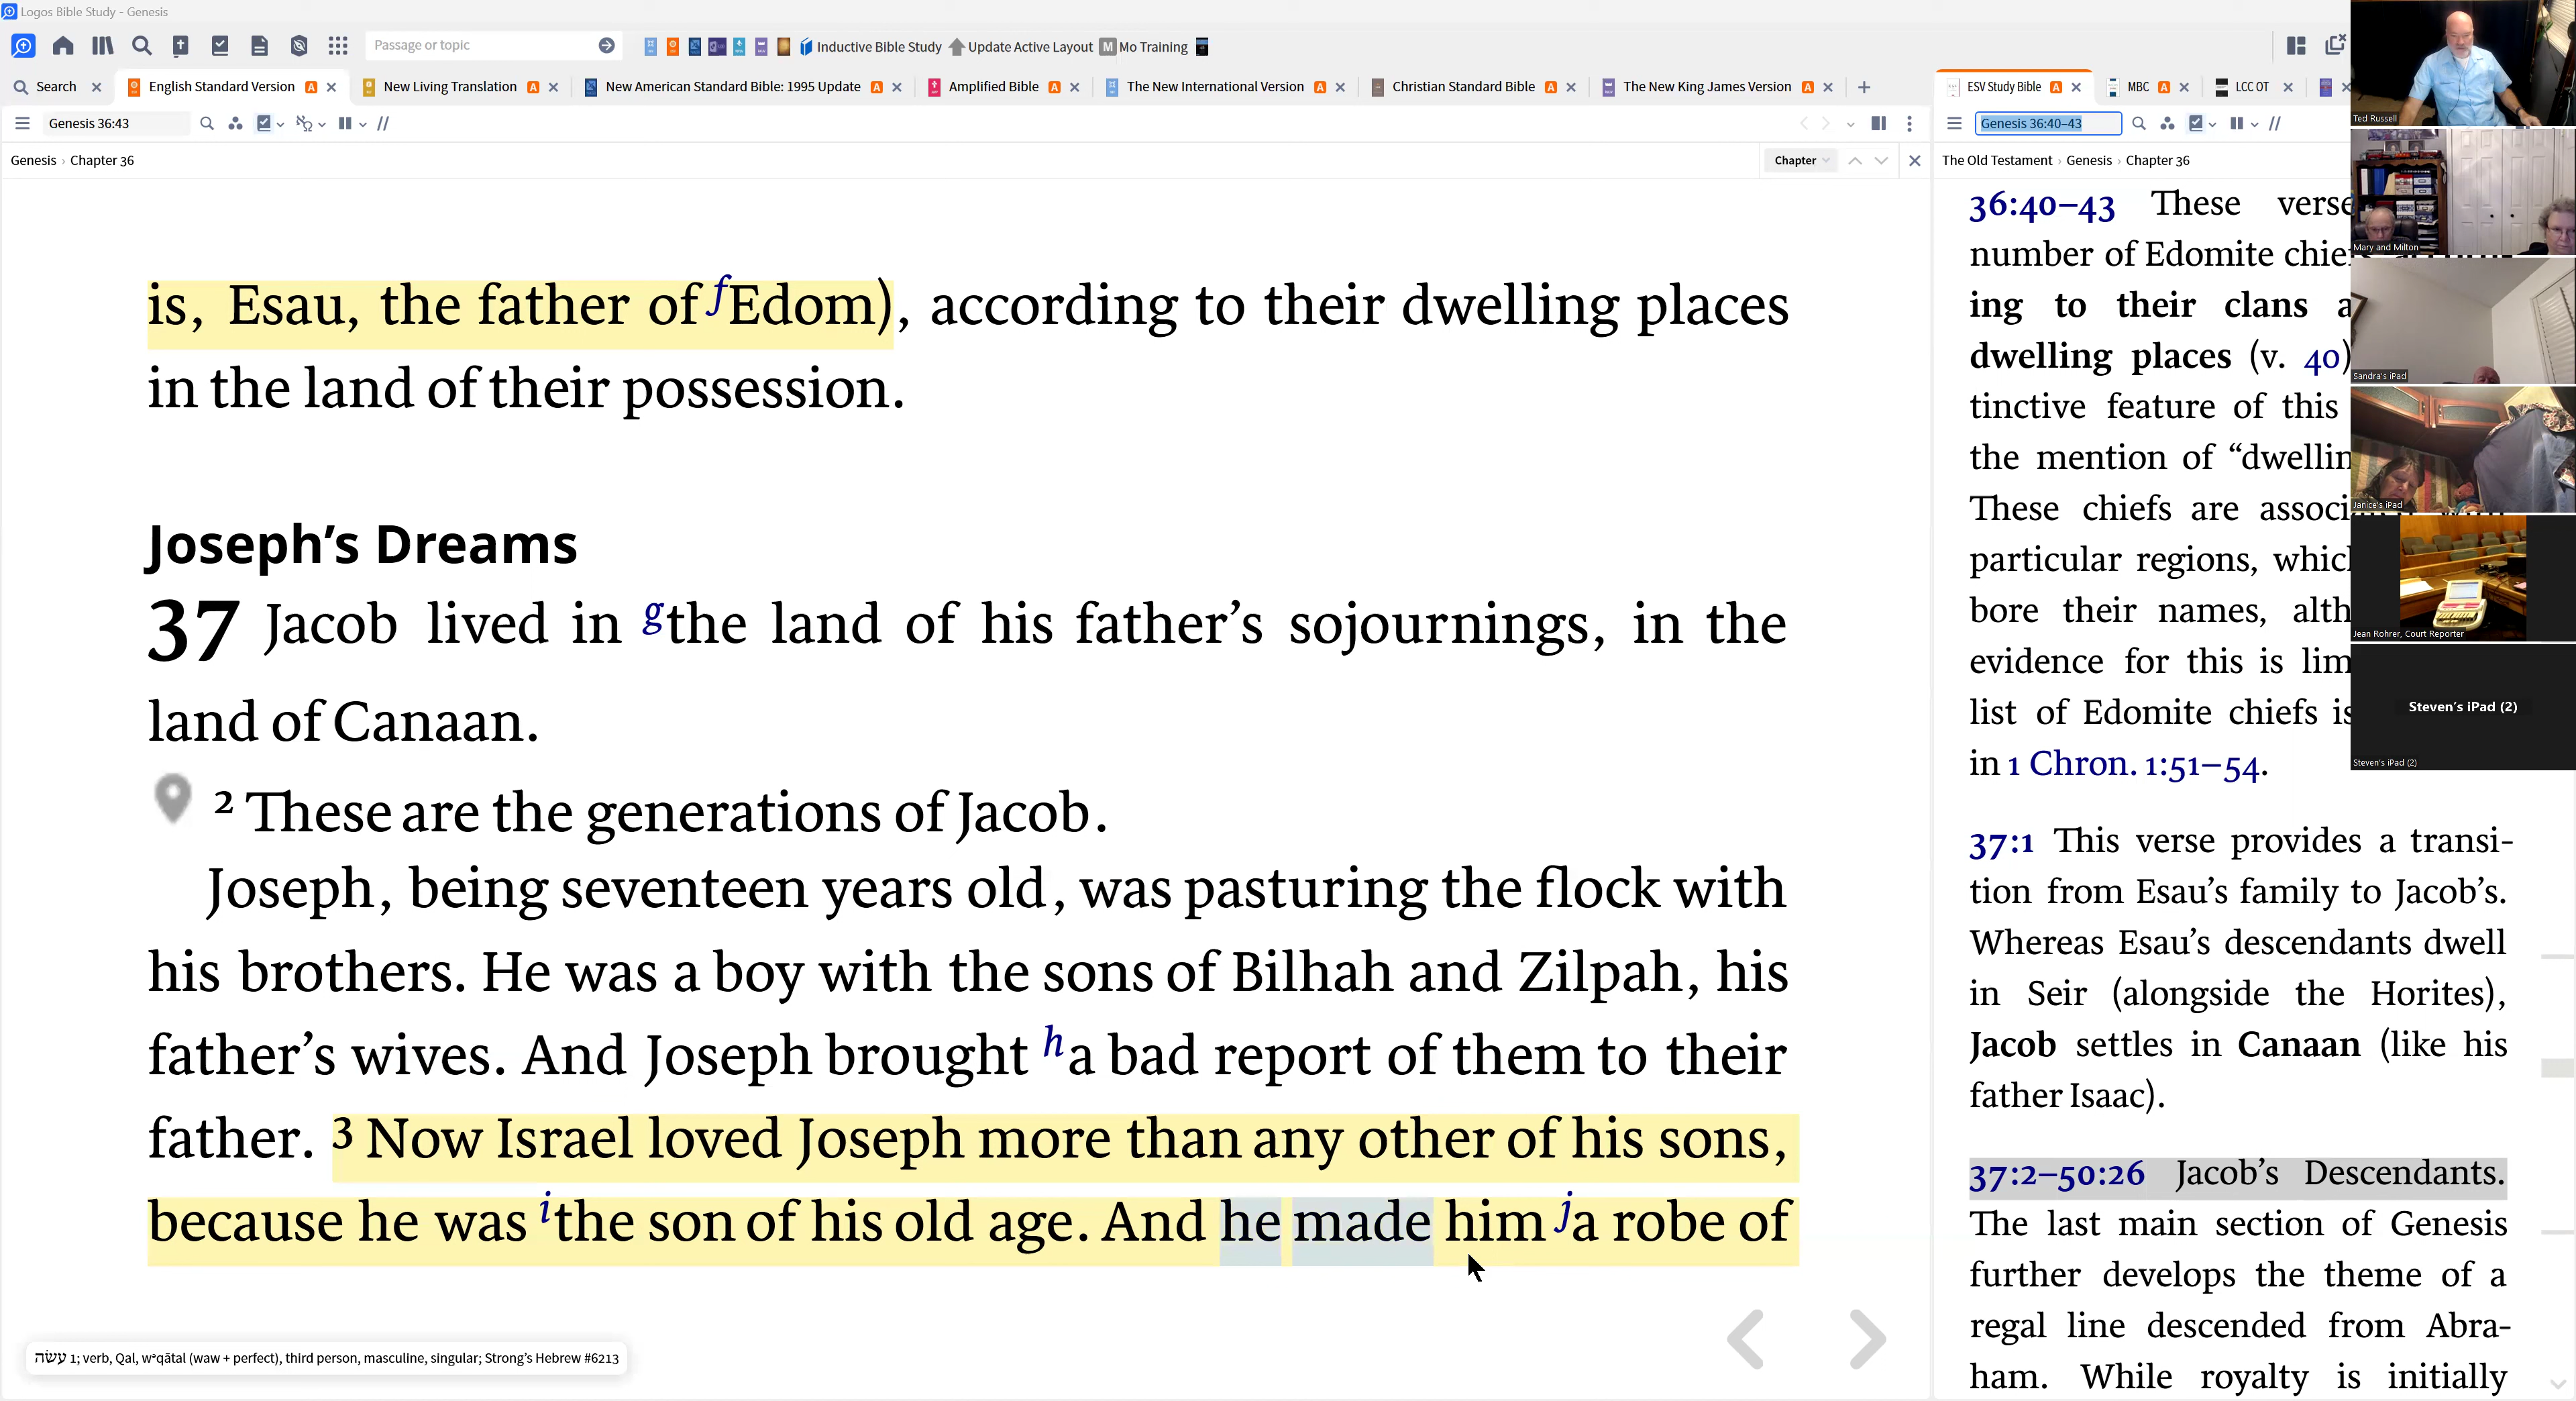 Logos Bible Study - Genesis
Passage or topic
Inductive Bible Study Update Active Layout M Mo Training
Search English Standard Version A New Living Translation A New American Standard Bible: 1995 Update A Amplified Bible A The New International Version A Christian Standard Bible A The New King James Version A
Genesis 36:43
Genesis › Chapter 36
Chapter
is, Esau, the father of f Edom), according to their dwelling places
in the land of their possession.
Joseph’s Dreams
37 Jacob lived in g the land of his father’s sojournings, in the
land of Canaan.
2 These are the generations of Jacob.
Joseph, being seventeen years old, was pasturing the flock with
his brothers. He was a boy with the sons of Bilhah and Zilpah, his
father’s wives. And Joseph brought h a bad report of them to their
father. 3 Now Israel loved Joseph more than any other of his sons,
because he was i the son of his old age. And he made him j a robe of
עשׂה 1; verb, Qal, wᵉqātal (waw + perfect), third person, masculine, singular; Strong’s Hebrew #6213
ESV Study Bible A MBC A LCC OT
Genesis 36:40–43
The Old Testament › Genesis › Chapter 36
36:40–43 These verse
number of Edomite chie
ing to their clans a
dwelling places (v. 40)
tinctive feature of this
the mention of “dwellin
These chiefs are associ
particular regions, whicl
bore their names, alth
evidence for this is lim
list of Edomite chiefs is
in 1 Chron. 1:51–54.
37:1 This verse provides a transi-
tion from Esau’s family to Jacob’s.
Whereas Esau’s descendants dwell
in Seir (alongside the Horites),
Jacob settles in Canaan (like his
father Isaac).
37:2–50:26 Jacob’s Descendants.
The last main section of Genesis
further develops the theme of a
regal line descended from Abra-
ham. While royalty is initially
Ted Russell
Mary and Milton
Sandra's iPad
Janice's iPad
Jean Rohrer, Court Reporter
Steven's iPad (2)
Steven's iPad (2)